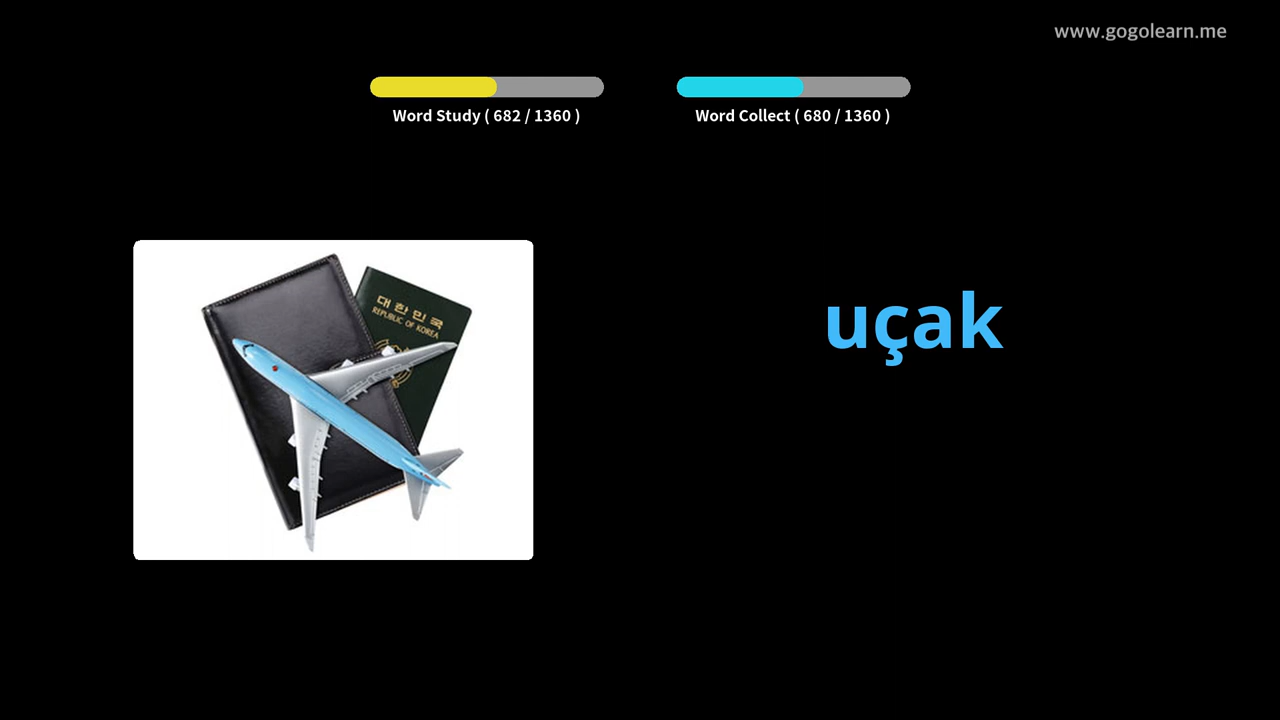 www.gogolearn.me
Word Study ( 682 / 1360 )
Word Collect ( 680 / 1360 )
대한민국
REPUBLIC OF KOREA
uçak